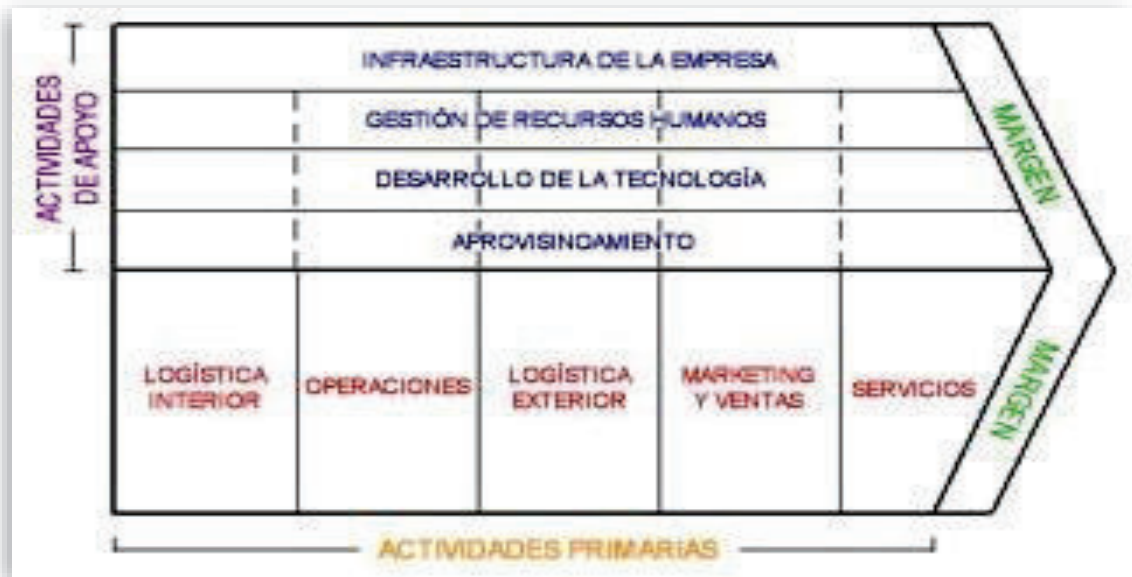 ACTIVIDADES
DE APOYO
INFRAESTRUCTURA DE LA EMPRESA
GESTIÓN DE RECURSOS HUMANOS
DESARROLLO DE LA TECNOLOGÍA
APROVISINOAMIENTO
MARGEN
LOGÍSTICA
INTERIOR
OPERACIONES
LOGÍSTICA
EXTERIOR
MARKETING
Y VENTAS
SERVICIOS
MARGEN
ACTIVIDADES PRIMARIAS